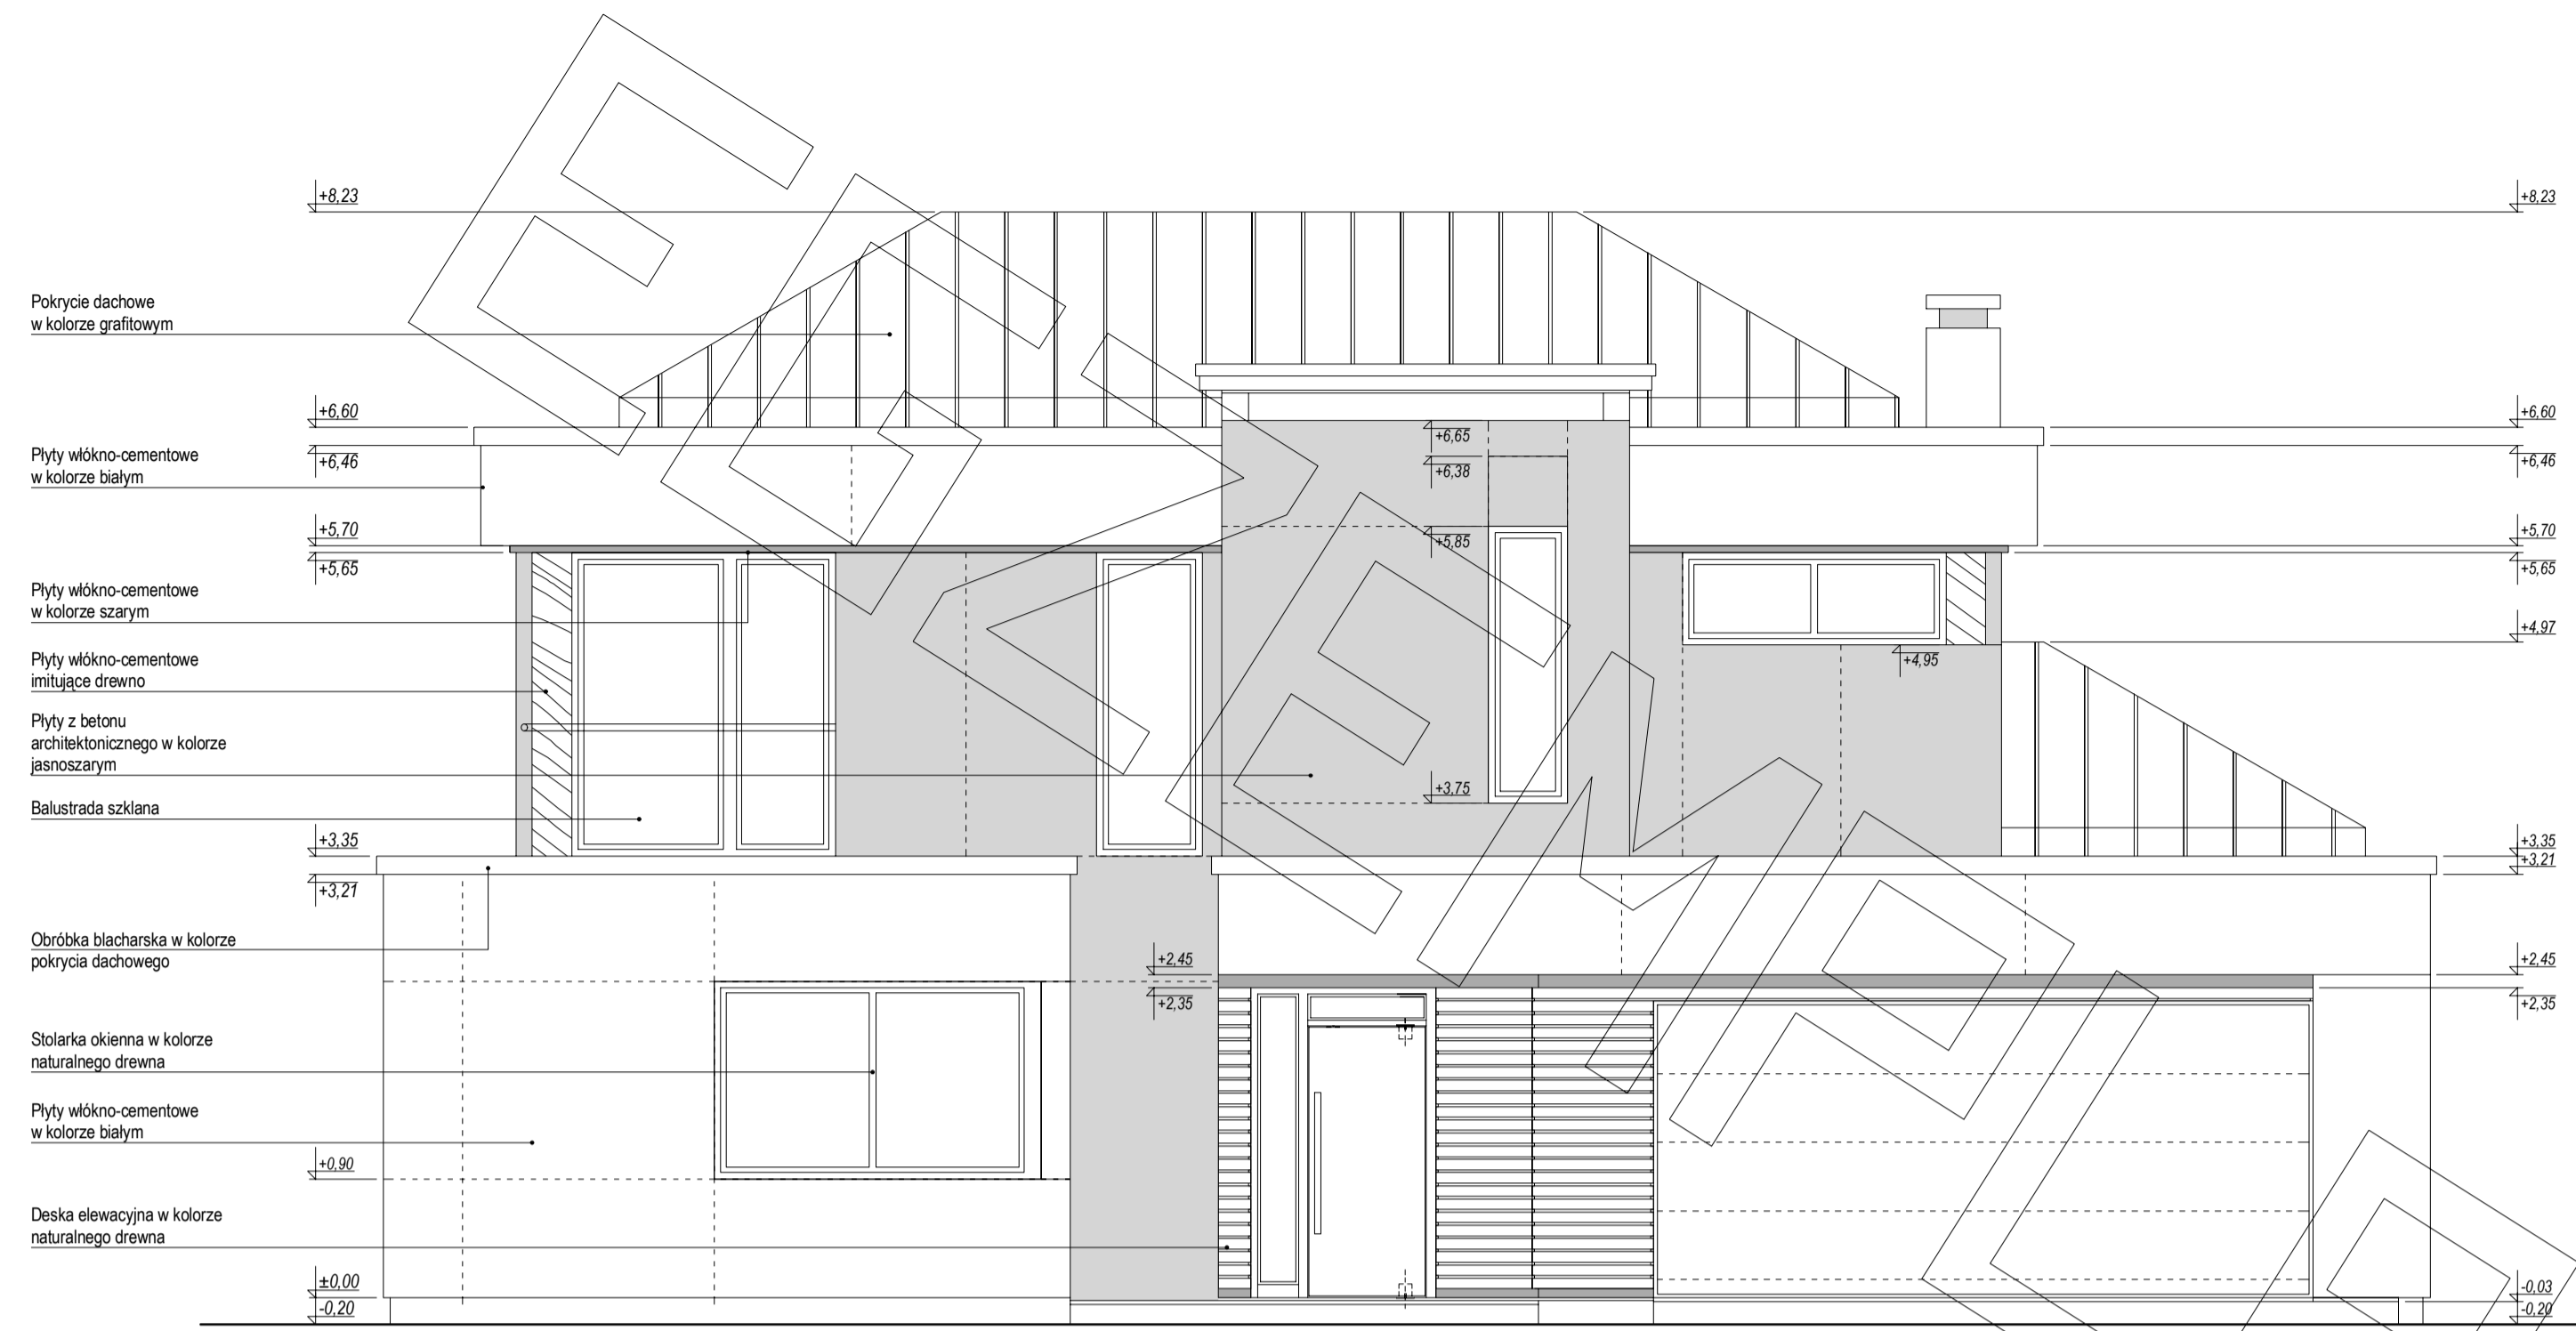 +8,23
+8,23
Pokrycie dachowe
w kolorze grafitowym
+6,60
+6,60
+6,65
Płyty włókno-cementowe
w kolorze białym
+6,46
+6,46
+6,38
+5,70
+5,70
+5,85
+5,65
+5,65
Płyty włókno-cementowe
w kolorze szarym
+4,97
+4,95
Płyty włókno-cementowe
imitujące drewno
Płyty z betonu
architektonicznego w kolorze
jasnoszarym
+3,75
Balustrada szklana
+3,35
+3,35
+3,21
+3,21
Obróbka blacharska w kolorze
pokrycia dachowego
+2,45
+2,45
+2,35
+2,35
Stolarka okienna w kolorze
naturalnego drewna
Płyty włókno-cementowe
w kolorze białym
+0,90
Deska elewacyjna w kolorze
naturalnego drewna
±0,00
-0,03
-0,20
-0,20